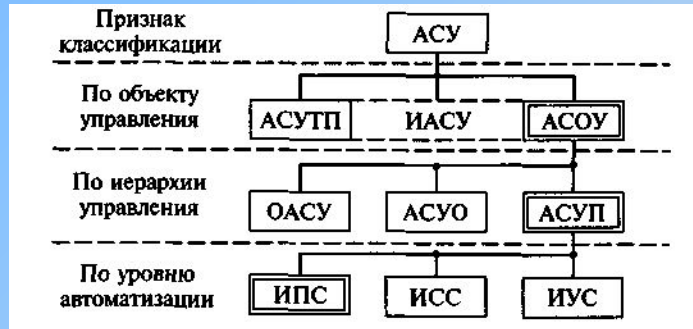 Признак
классификации
АСУ
По объекту
управления
АСУТП ИАСУ АСОУ
По иерархии
управления
ОАСУ АСУО АСУП
По уровню
автоматизации
ИПС ИСС ИУС